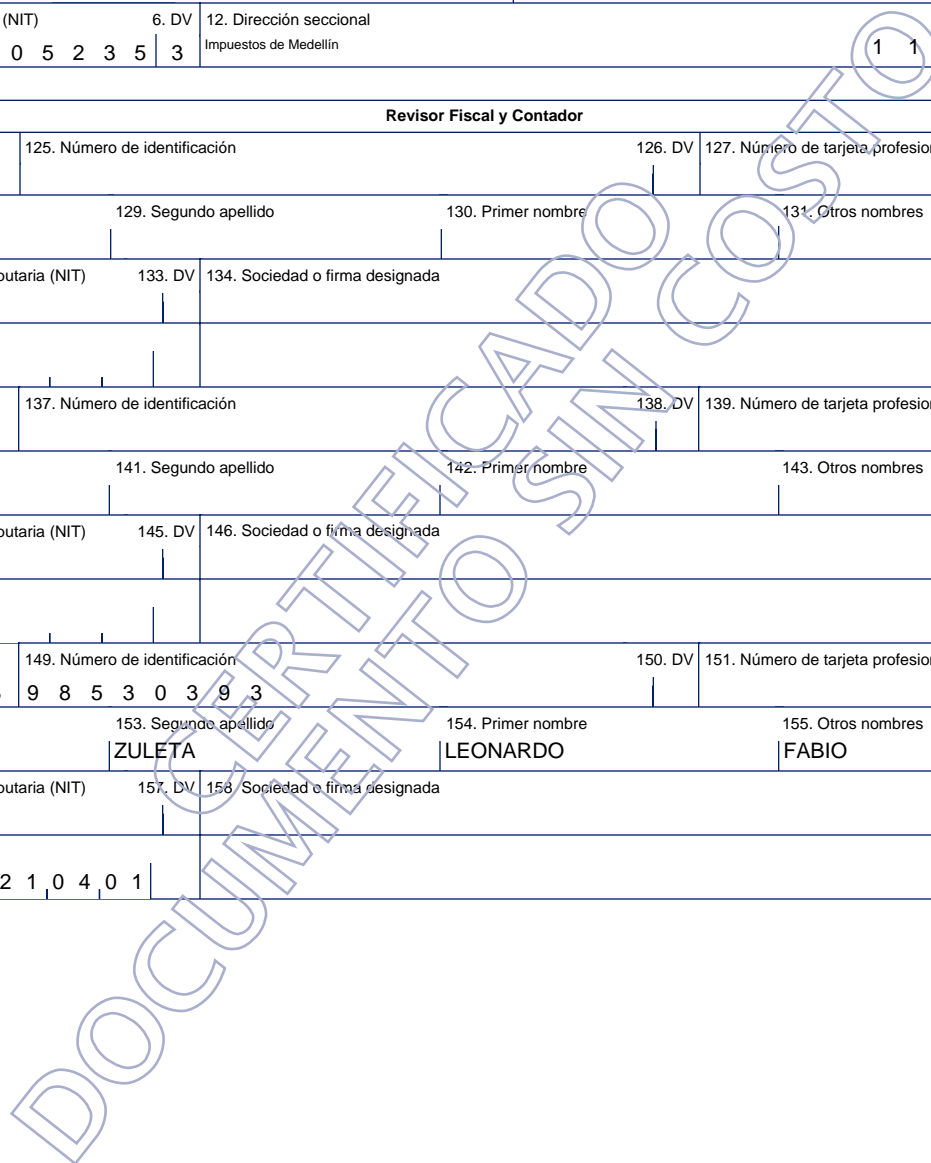 (NIT) 6. DV 12. Dirección seccional
0 5 2 3 5 3 Impuestos de Medellín 1 1
Revisor Fiscal y Contador
125. Número de identificación 126. DV 127. Número de tarjeta profesion
129. Segundo apellido 130. Primer nombre 131. Otros nombres
butaria (NIT) 133. DV 134. Sociedad o firma designada
137. Número de identificación 138. DV 139. Número de tarjeta profesion
141. Segundo apellido 142. Primer nombre 143. Otros nombres
butaria (NIT) 145. DV 146. Sociedad o firma designada
149. Número de identificación 150. DV 151. Número de tarjeta profesion
9 8 5 3 0 3 9 3
153. Segundo apellido 154. Primer nombre 155. Otros nombres
ZULETA LEONARDO FABIO
butaria (NIT) 157. DV 158. Sociedad o firma designada
2 1 0 4 0 1
CERTIFICADO
DOCUMENTO SIN COSTO